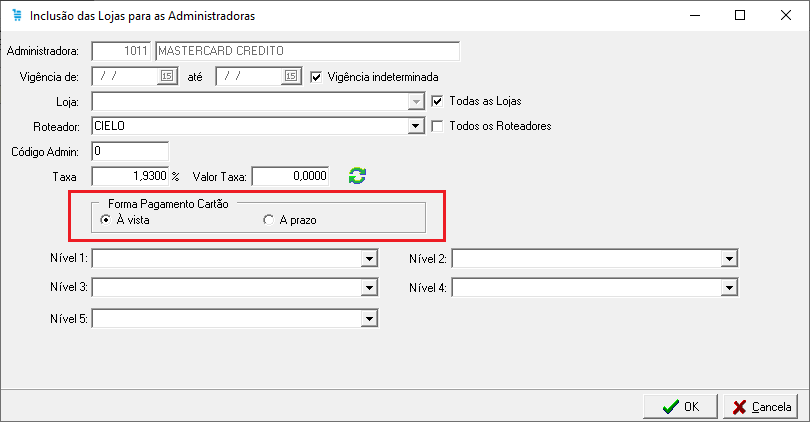 Inclusão das Lojas para as Administradoras
Administradora: 1011 MASTERCARD CREDITO
Vigência de: / / 15 até / / 15 Vigência indeterminada
Loja: Todas as Lojas
Roteador: CIELO Todos os Roteadores
Código Admin: 0
Taxa 1,9300 % Valor Taxa: 0,0000
Forma Pagamento Cartão
À vista A prazo
Nível 1: Nível 2:
Nível 3: Nível 4:
Nível 5:
OK Cancela